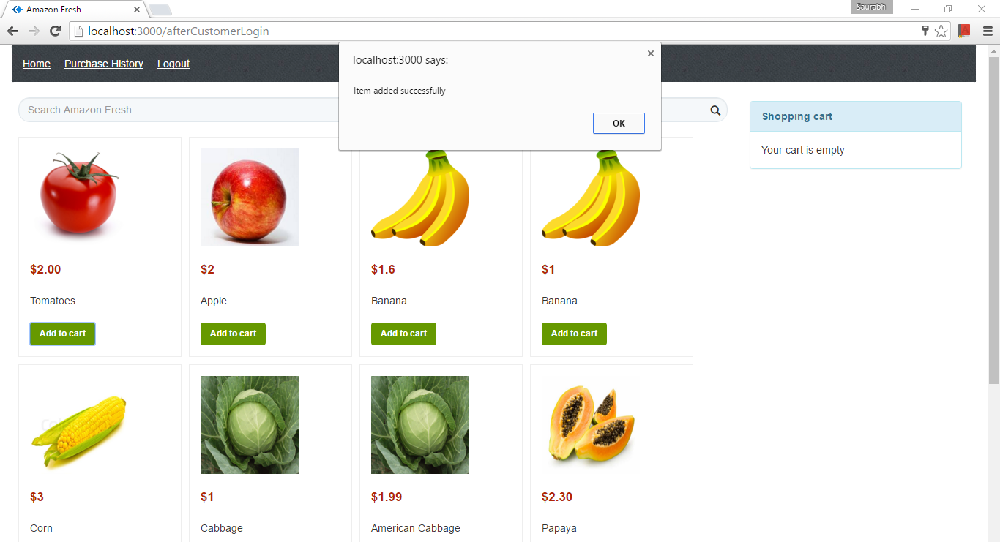 Amazon Fresh
Saurabh
localhost:3000/afterCustomerLogin
Home Purchase History Logout
localhost:3000 says:
Item added successfully
OK
Search Amazon Fresh
Shopping cart
Your cart is empty
$2.00
Tomatoes
Add to cart
$2
Apple
Add to cart
$1.6
Banana
Add to cart
$1
Banana
Add to cart
$3
Corn
$1
Cabbage
$1.99
American Cabbage
$2.30
Papaya